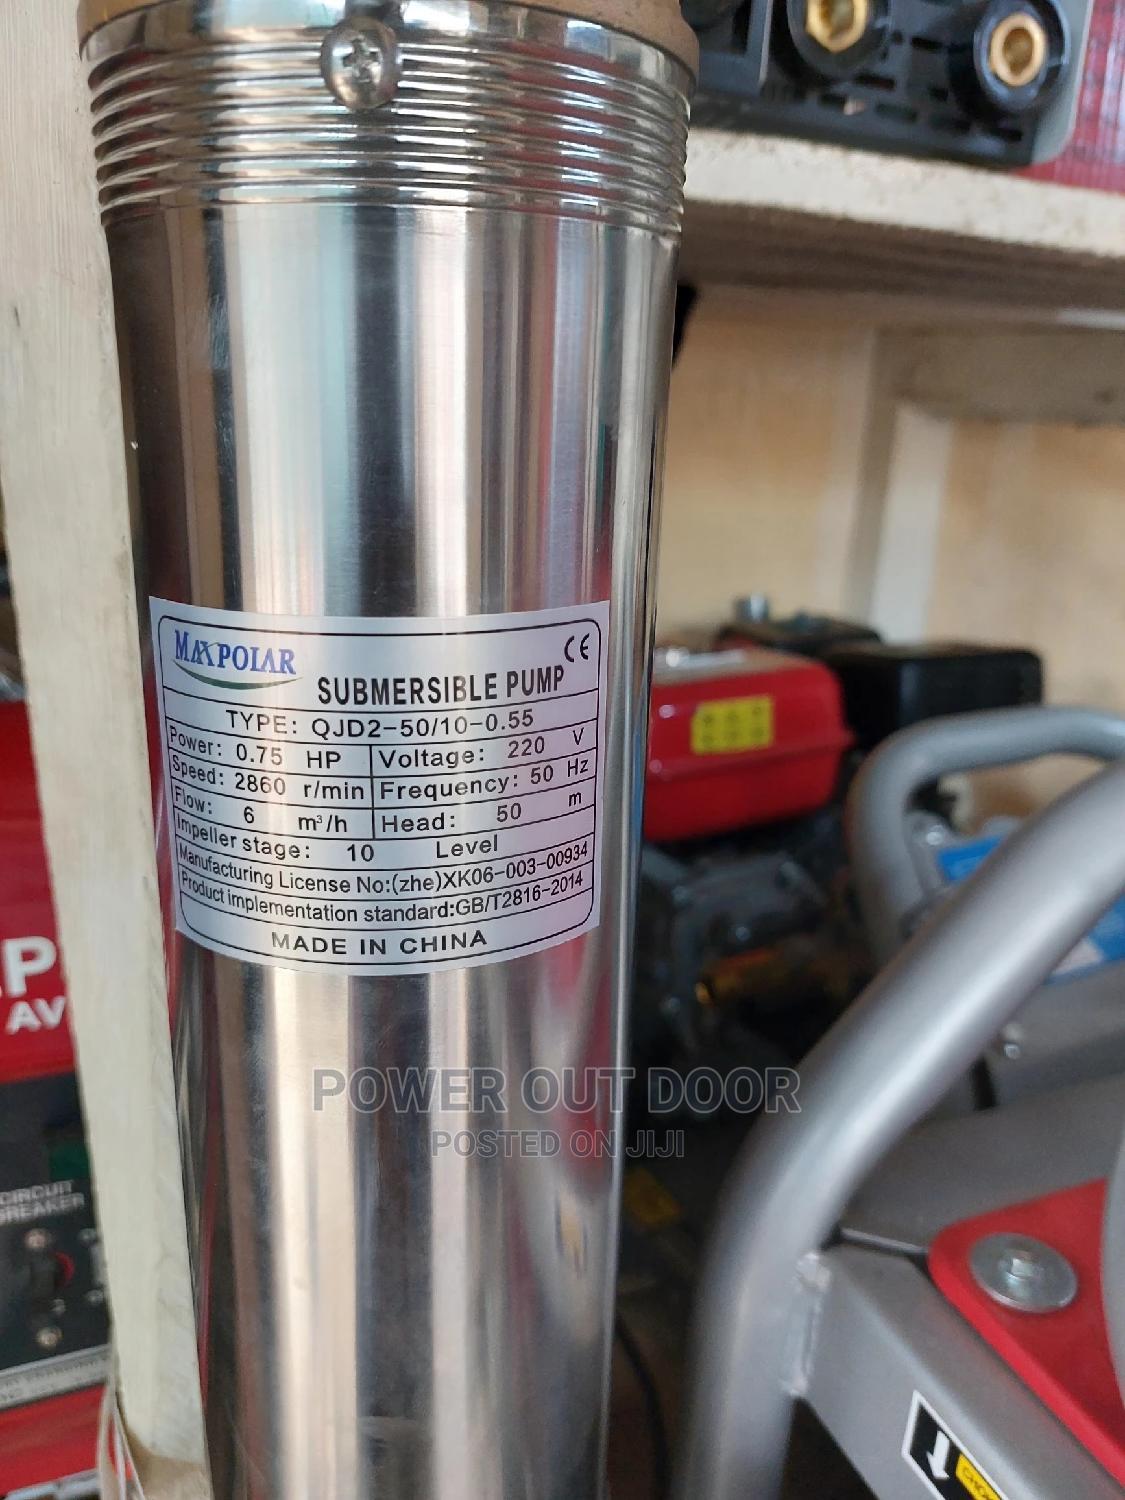 MAXPOLAR
CE
SUBMERSIBLE PUMP
TYPE: QJD2-50/10-0.55
Power: 0.75 HP Voltage: 220 V
Speed: 2860 r/min Frequency: 50 Hz
Flow: 6 m³/h Head: 50 m
Impeller stage: 10 Level
Manufacturing License No:(zhe)XK06-003-00934
Product implementation standard:GB/T2816-2014
MADE IN CHINA
POWER OUT DOOR
POSTED ON JIJI
CIRCUIT
BREAKER